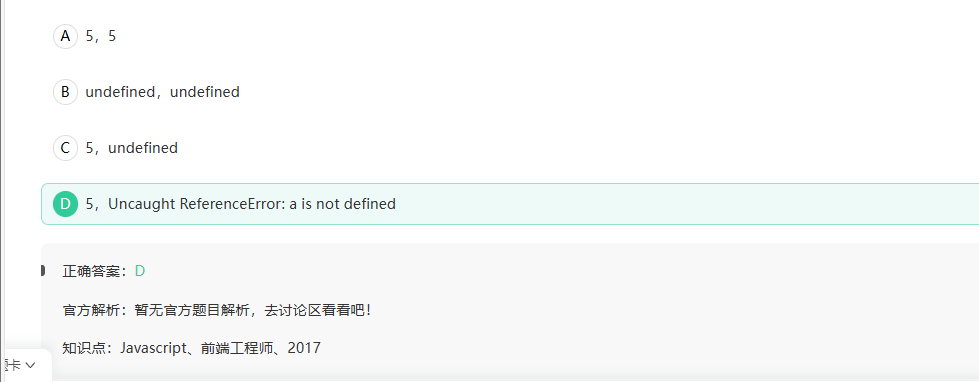 A 5，5
B undefined，undefined
C 5，undefined
D 5，Uncaught ReferenceError: a is not defined
正确答案：D
官方解析：暂无官方题目解析，去讨论区看看吧！
知识点：Javascript、前端工程师、2017
卡